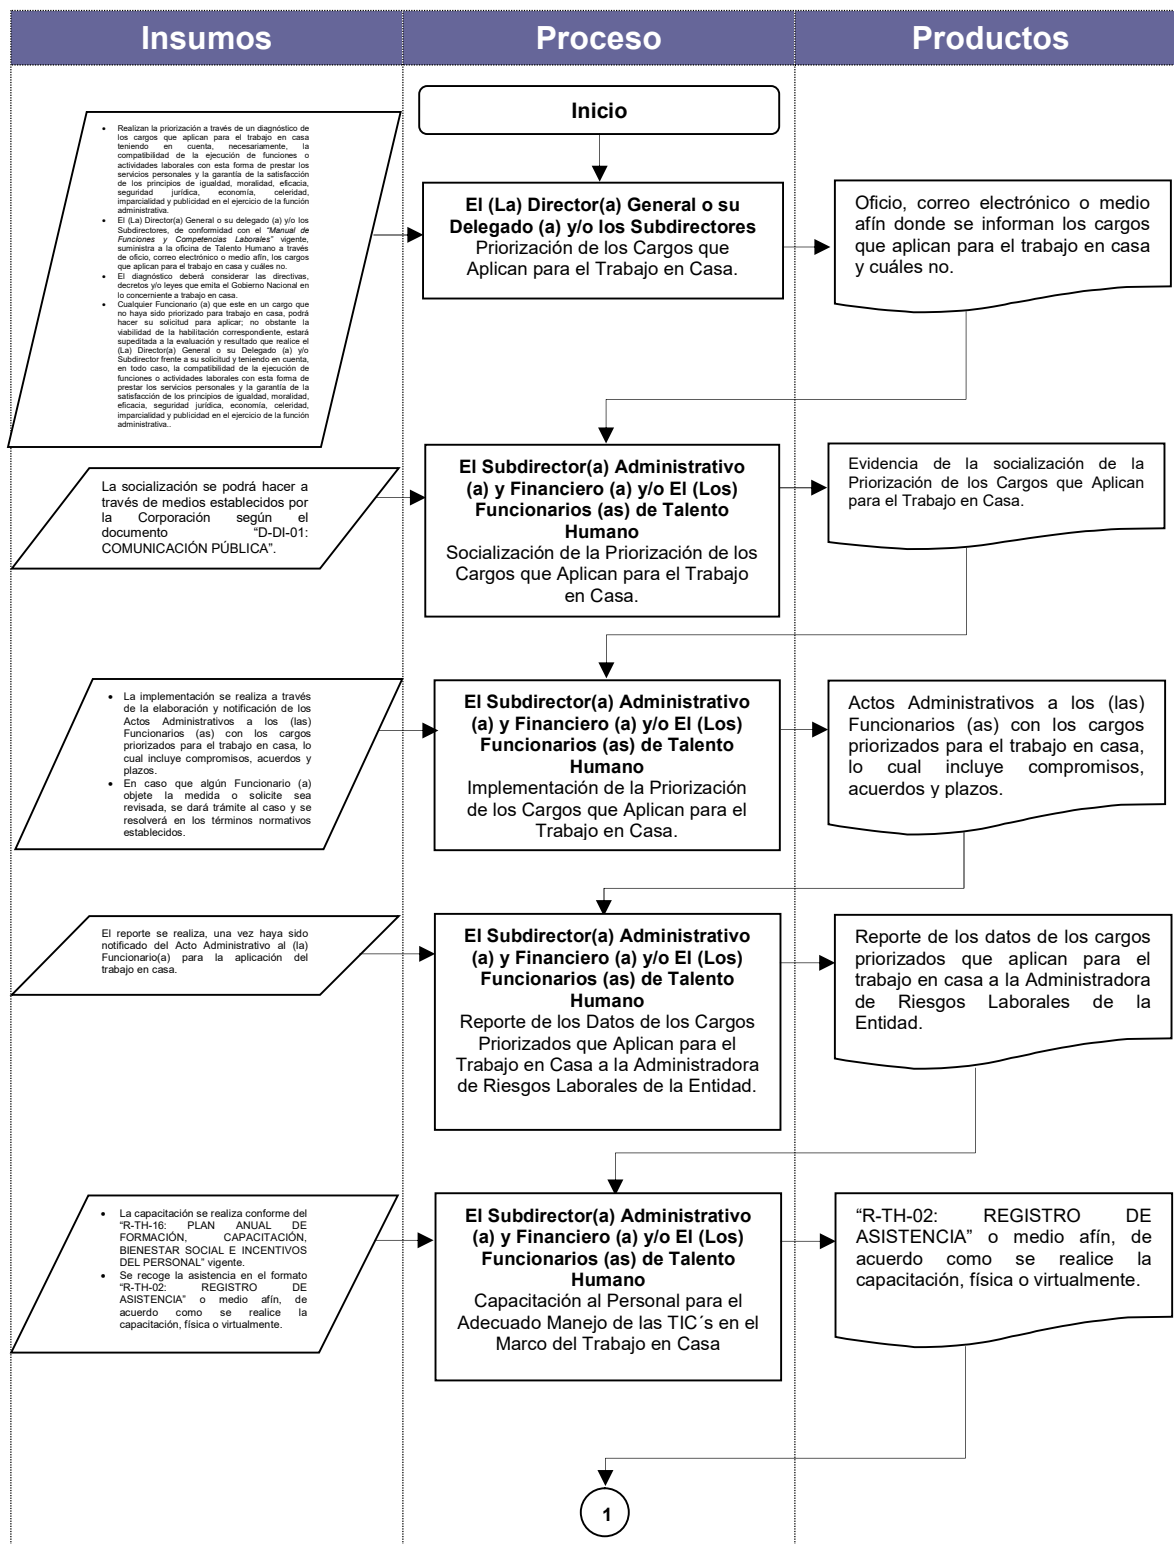 Insumos
Proceso
Productos
Inicio
• Realizan la priorización a través de un diagnóstico de
los cargos que aplican para el trabajo en casa
teniendo en cuenta, necesariamente, la
compatibilidad de la ejecución de funciones o
actividades laborales con esta forma de prestar los
servicios personales y la garantía de la satisfacción
de los principios de igualdad, moralidad, eficacia,
seguridad jurídica, economía, celeridad,
imparcialidad y publicidad en el ejercicio de la función
administrativa.
• El (La) Director(a) General o su delegado (a) y/o los
Subdirectores, de conformidad con el "Manual de
Funciones y Competencias Laborales" vigente,
suministra a la oficina de Talento Humano a través
de oficio, correo electrónico o medio afín, los cargos
que aplican para el trabajo en casa y cuáles no.
• El diagnóstico deberá considerar las directivas,
decretos y/o leyes que emita el Gobierno Nacional en
lo concerniente a trabajo en casa.
• Cualquier Funcionario (a) que este en un cargo que
no haya sido priorizado para trabajo en casa, podrá
hacer su solicitud para aplicar; no obstante la
viabilidad de la habilitación correspondiente, estará
supeditada a la evaluación y resultado que realice el
(La) Director(a) General o su Delegado (a) y/o
Subdirector frente a su solicitud y teniendo en cuenta,
en todo caso, la compatibilidad de la ejecución de
funciones o actividades laborales con esta forma de
prestar los servicios personales y la garantía de la
satisfacción de los principios de igualdad, moralidad,
eficacia, seguridad jurídica, economía, celeridad,
imparcialidad y publicidad en el ejercicio de la función
administrativa..
El (La) Director(a) General o su
Delegado (a) y/o los Subdirectores
Priorización de los Cargos que
Aplican para el Trabajo en Casa.
Oficio, correo electrónico o medio
afín donde se informan los cargos
que aplican para el trabajo en casa
y cuáles no.
La socialización se podrá hacer a
través de medios establecidos por
la Corporación según el
documento "D-DI-01:
COMUNICACIÓN PÚBLICA".
El Subdirector(a) Administrativo
(a) y Financiero (a) y/o El (Los)
Funcionarios (as) de Talento
Humano
Socialización de la Priorización de los
Cargos que Aplican para el Trabajo
en Casa.
Evidencia de la socialización de la
Priorización de los Cargos que Aplican
para el Trabajo en Casa.
• La implementación se realiza a través
de la elaboración y notificación de los
Actos Administrativos a los (las)
Funcionarios (as) con los cargos
priorizados para el trabajo en casa, lo
cual incluye compromisos, acuerdos y
plazos.
• En caso que algún Funcionario (a)
objete la medida o solicite sea
revisada, se dará trámite al caso y se
resolverá en los términos normativos
establecidos.
El Subdirector(a) Administrativo
(a) y Financiero (a) y/o El (Los)
Funcionarios (as) de Talento
Humano
Implementación de la Priorización
de los Cargos que Aplican para el
Trabajo en Casa.
Actos Administrativos a los (las)
Funcionarios (as) con los cargos
priorizados para el trabajo en casa,
lo cual incluye compromisos,
acuerdos y plazos.
El reporte se realiza, una vez haya sido
notificado del Acto Administrativo al (la)
Funcionario(a) para la aplicación del
trabajo en casa.
El Subdirector(a) Administrativo
(a) y Financiero (a) y/o El (Los)
Funcionarios (as) de Talento
Humano
Reporte de los Datos de los Cargos
Priorizados que Aplican para el
Trabajo en Casa a la Administradora
de Riesgos Laborales de la Entidad.
Reporte de los datos de los cargos
priorizados que aplican para el
trabajo en casa a la Administradora
de Riesgos Laborales de la
Entidad.
• La capacitación se realiza conforme del
"R-TH-16: PLAN ANUAL DE
FORMACIÓN, CAPACITACIÓN,
BIENESTAR SOCIAL E INCENTIVOS
DEL PERSONAL" vigente.
• Se recoge la asistencia en el formato
"R-TH-02: REGISTRO DE
ASISTENCIA" o medio afín, de
acuerdo como se realice la
capacitación, física o virtualmente.
El Subdirector(a) Administrativo
(a) y Financiero (a) y/o El (Los)
Funcionarios (as) de Talento
Humano
Capacitación al Personal para el
Adecuado Manejo de las TIC´s en el
Marco del Trabajo en Casa
"R-TH-02: REGISTRO DE
ASISTENCIA" o medio afín, de
acuerdo como se realice la
capacitación, física o virtualmente.
1